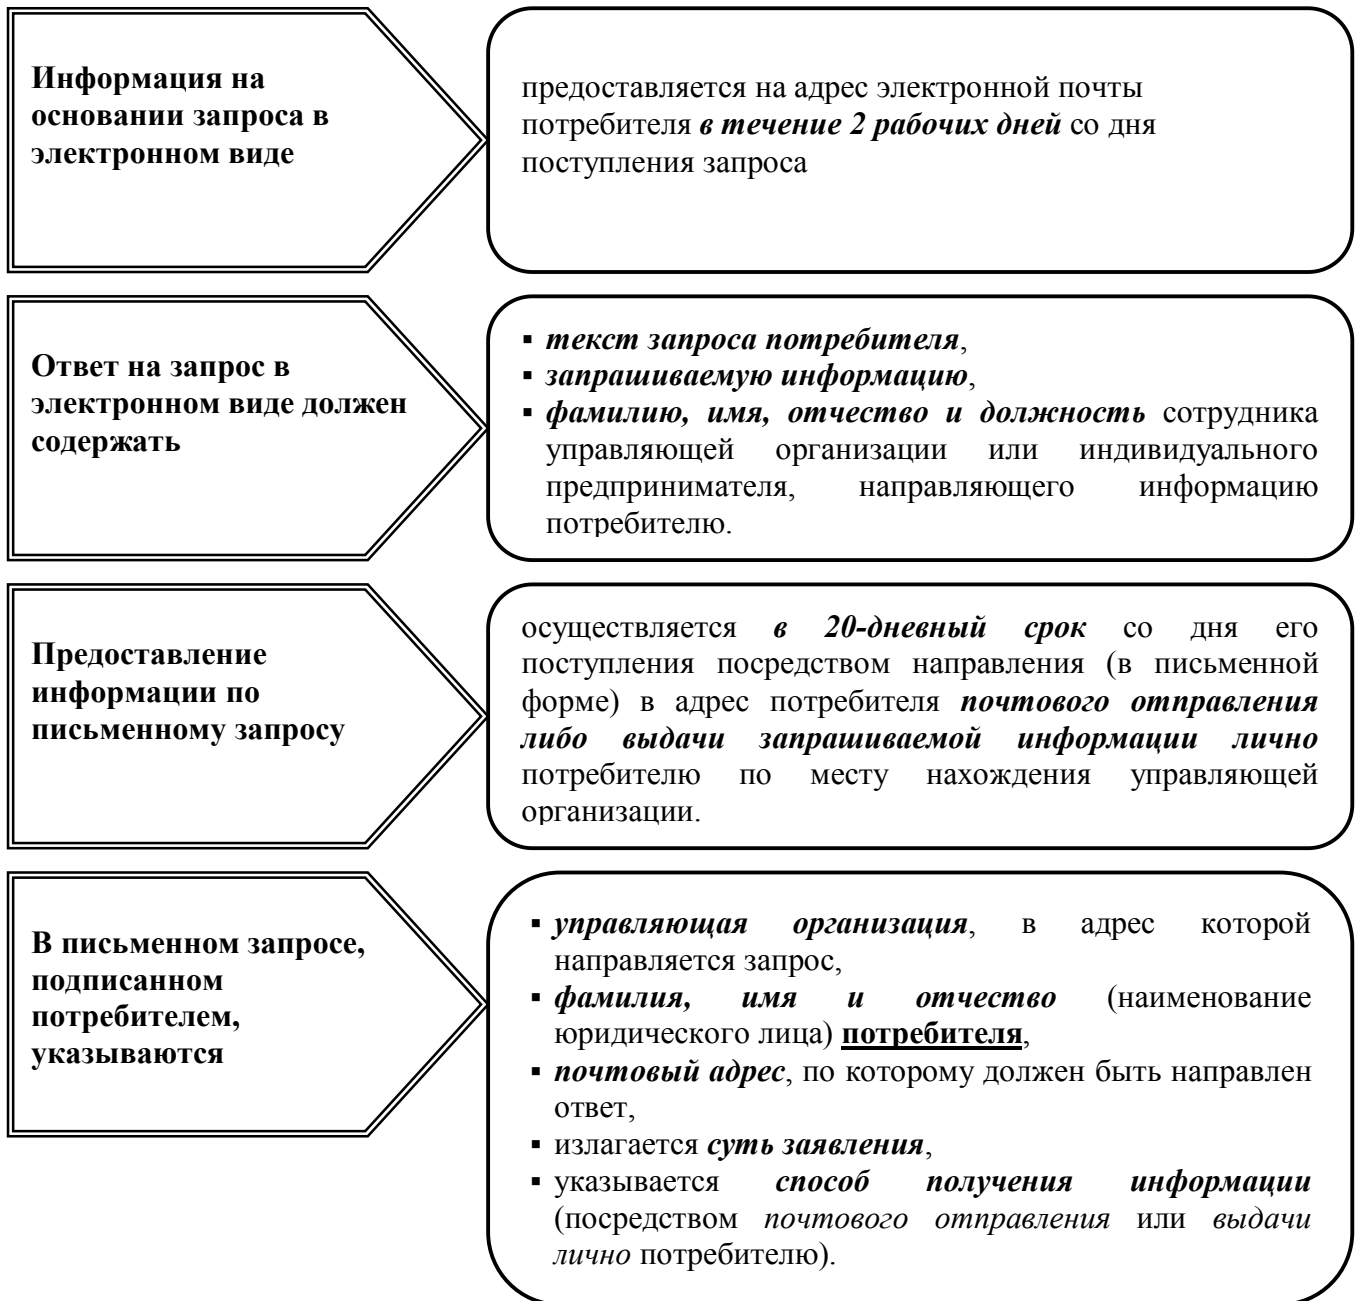 Информация на
основании запроса в
электронном виде
предоставляется на адрес электронной почты
потребителя в течение 2 рабочих дней со дня
поступления запроса
Ответ на запрос в
электронном виде должен
содержать
▪ текст запроса потребителя,
▪ запрашиваемую информацию,
▪ фамилию, имя, отчество и должность сотрудника
управляющей организации или индивидуального
предпринимателя, направляющего информацию
потребителю.
Предоставление
информации по
письменному запросу
осуществляется в 20-дневный срок со дня его
поступления посредством направления (в письменной
форме) в адрес потребителя почтового отправления
либо выдачи запрашиваемой информации лично
потребителю по месту нахождения управляющей
организации.
В письменном запросе,
подписанном
потребителем,
указываются
▪ управляющая организация, в адрес которой
направляется запрос,
▪ фамилия, имя и отчество (наименование
юридического лица) потребителя,
▪ почтовый адрес, по которому должен быть направлен
ответ,
▪ излагается суть заявления,
▪ указывается способ получения информации
(посредством почтового отправления или выдачи
лично потребителю).